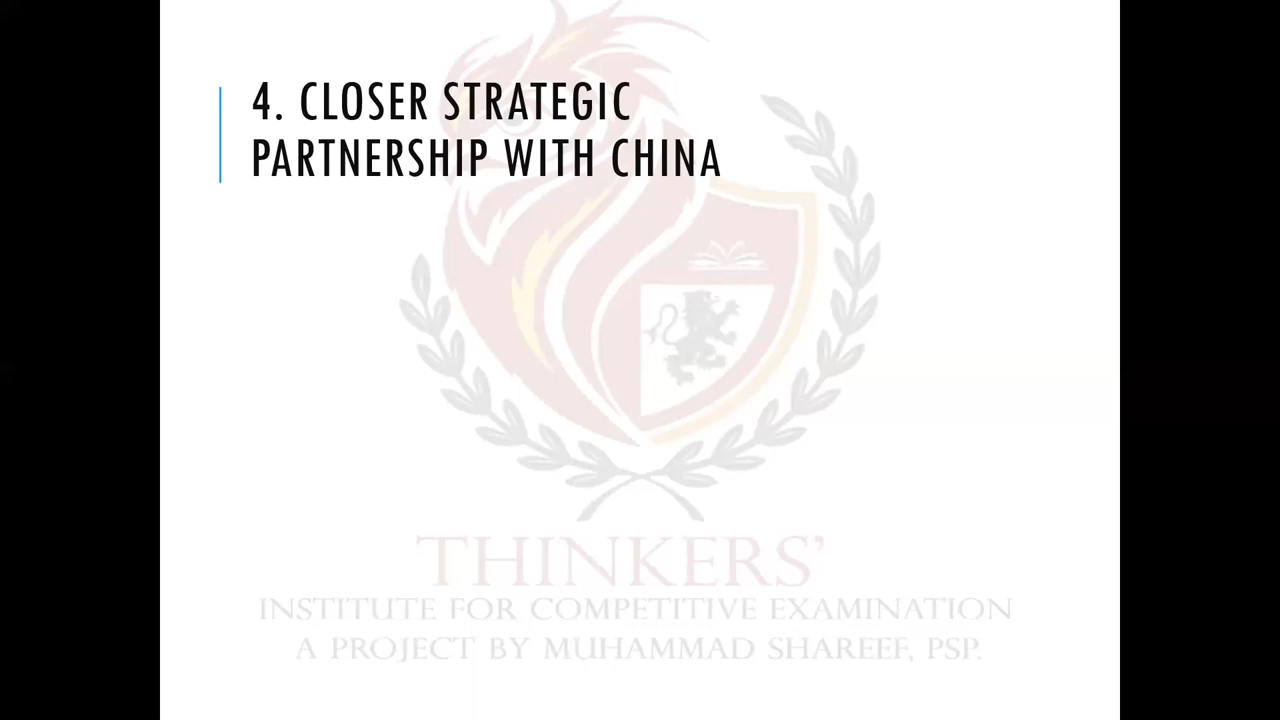 4. CLOSER STRATEGIC
PARTNERSHIP WITH CHINA
THINKERS'
INSTITUTE FOR COMPETITIVE EXAMINATION
A PROJECT BY MUHAMMAD SHAREEF, PSP.